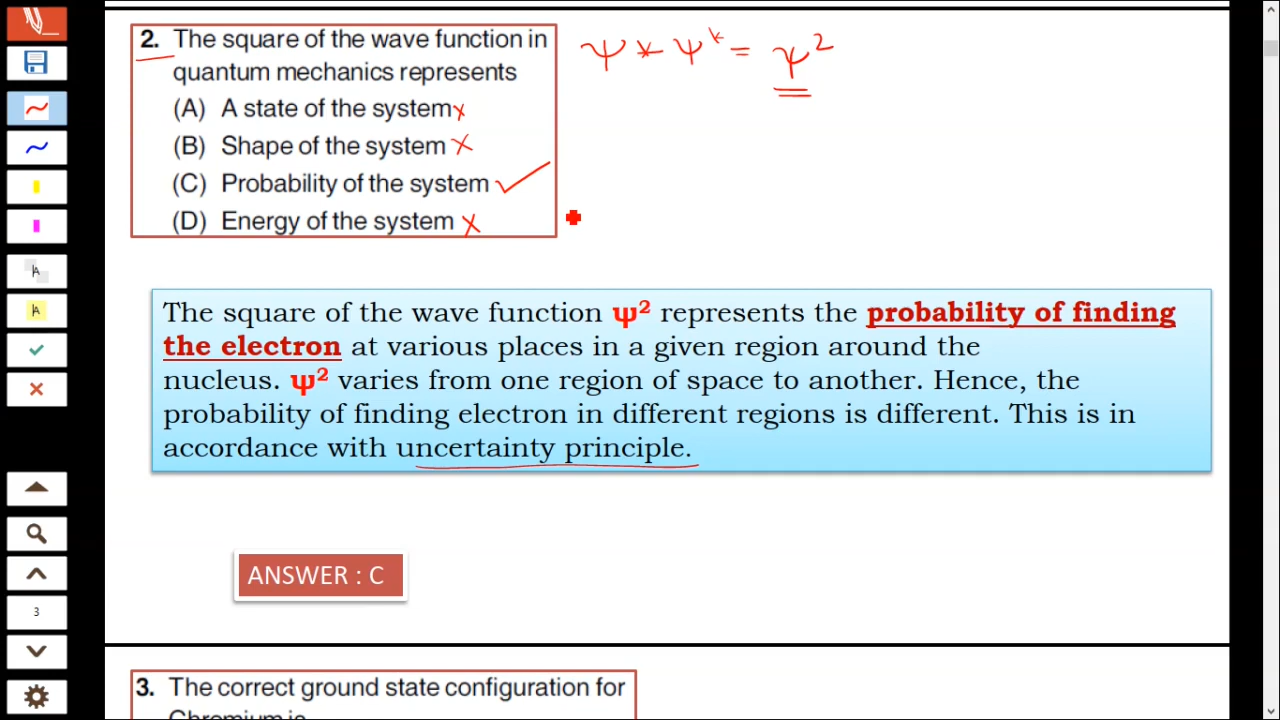 2. The square of the wave function in
quantum mechanics represents
(A) A state of the system x
(B) Shape of the system x
(C) Probability of the system ✓
(D) Energy of the system x
ψ * ψ* = ψ²
The square of the wave function ψ² represents the probability of finding
the electron at various places in a given region around the
nucleus. ψ² varies from one region of space to another. Hence, the
probability of finding electron in different regions is different. This is in
accordance with uncertainty principle.
ANSWER : C
3. The correct ground state configuration for
Chromium is
A
A
3